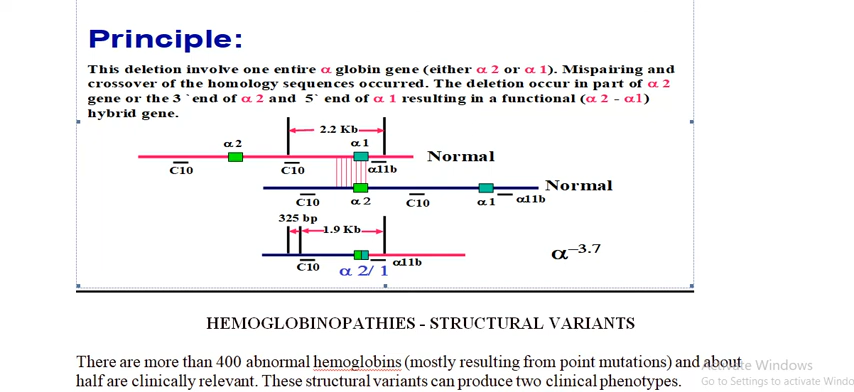 Principle:
This deletion involve one entire α globin gene (either α 2 or α 1). Mispairing and
crossover of the homology sequences occurred. The deletion occur in part of α 2
gene or the 3 `end of α 2 and 5` end of α 1 resulting in a functional (α 2 - α1)
hybrid gene.
2.2 Kb
α 2
α 1
C10
C10
α11b
Normal
Normal
C10
α 2
C10
α 1
α11b
325 bp
1.9 Kb
C10
α 2/ 1
α11b
α –3.7
HEMOGLOBINOPATHIES - STRUCTURAL VARIANTS
There are more than 400 abnormal hemoglobins (mostly resulting from point mutations) and about
half are clinically relevant. These structural variants can produce two clinical phenotypes.
Activate Windows
Go to Settings to activate Windo